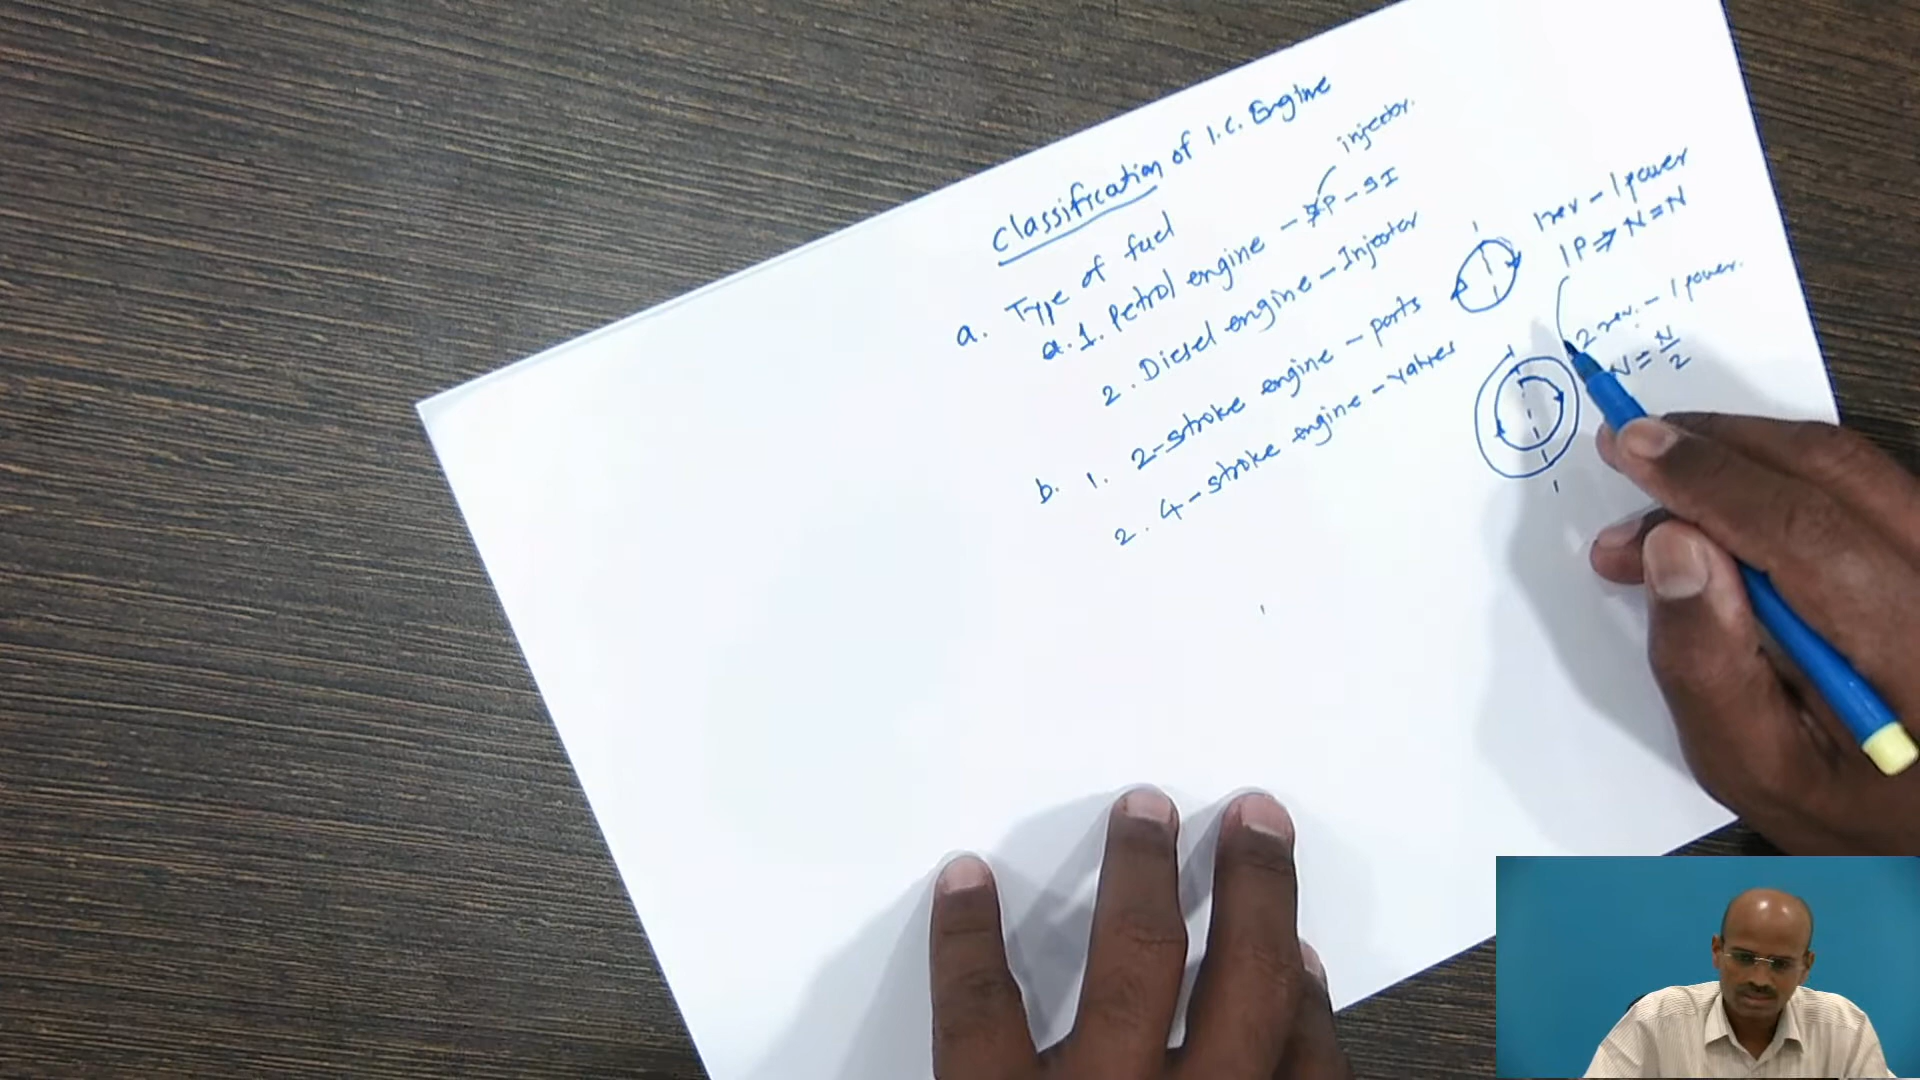 Classification of I.C. Engine
a. Type of fuel
injector.
a.1. Petrol engine - SP - SI
2. Diesel engine - Injector
b. 1. 2-stroke engine - ports
2. 4-stroke engine - valves
1 rev - 1 power
IP ⇒ N = N
2 rev. - 1 power.
N = N/2